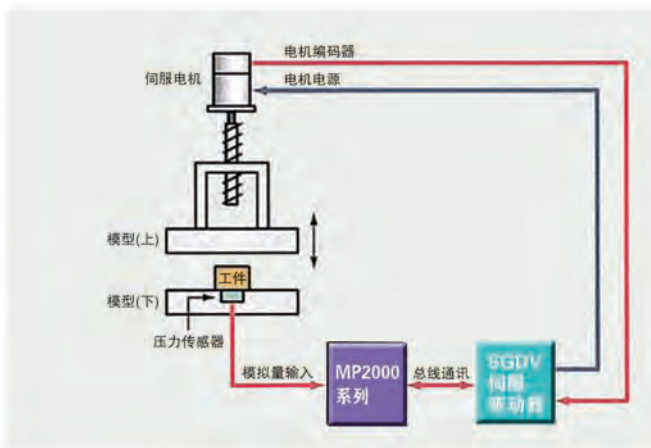 电机编码器
伺服电机
电机电源
模型(上)
工件
模型(下)
压力传感器
模拟量输入
MP2000
系列
总线通讯
SGDV
伺服
驱动器